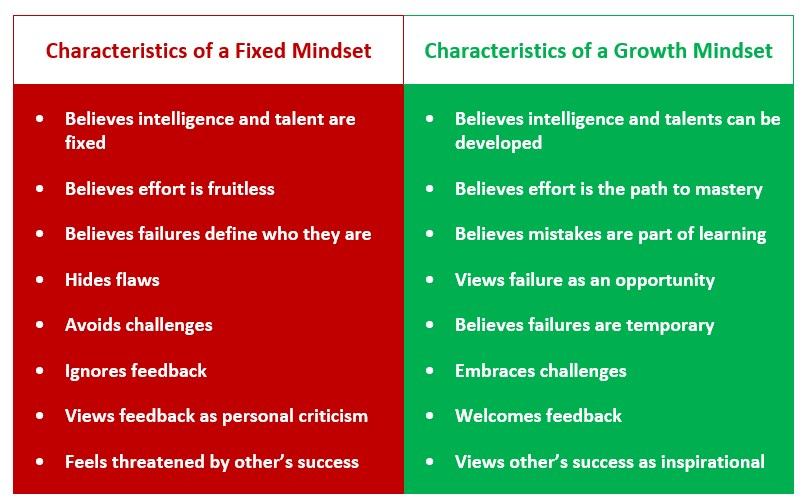 Characteristics of a Fixed Mindset
• Believes intelligence and talent are
fixed
• Believes effort is fruitless
• Believes failures define who they are
• Hides flaws
• Avoids challenges
• Ignores feedback
• Views feedback as personal criticism
• Feels threatened by other’s success
Characteristics of a Growth Mindset
• Believes intelligence and talents can be
developed
• Believes effort is the path to mastery
• Believes mistakes are part of learning
• Views failure as an opportunity
• Believes failures are temporary
• Embraces challenges
• Welcomes feedback
• Views other’s success as inspirational